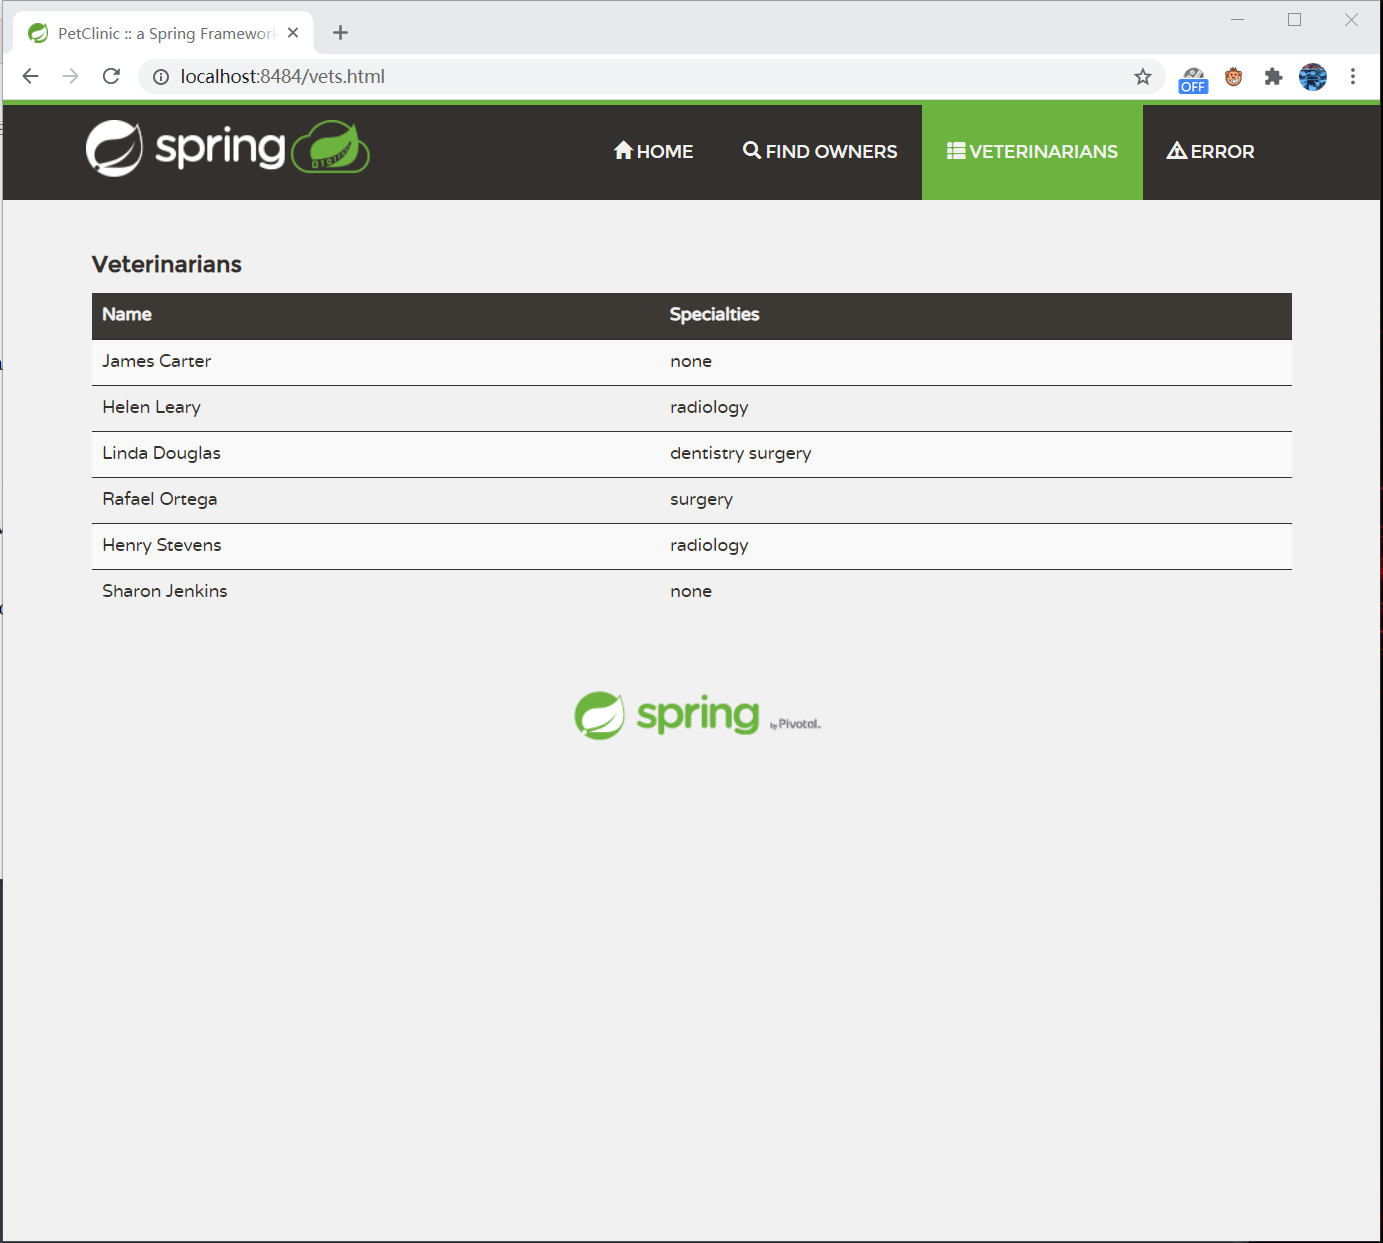 PetClinic :: a Spring Framework
localhost:8484/vets.html
OFF
spring
HOME FIND OWNERS VETERINARIANS ERROR
Veterinarians
Name Specialties
James Carter none
Helen Leary radiology
Linda Douglas dentistry surgery
Rafael Ortega surgery
Henry Stevens radiology
Sharon Jenkins none
spring by Pivotal.